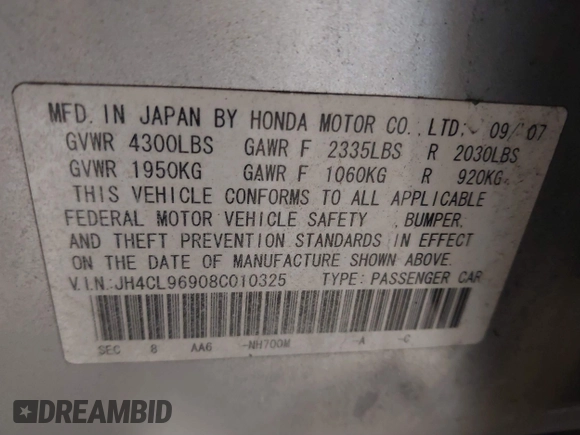 MFD. IN JAPAN BY HONDA MOTOR CO., LTD. 09/07
GVWR 4300LBS GAWR F 2335LBS R 2030LBS
GVWR 1950KG GAWR F 1060KG R 920KG
THIS VEHICLE CONFORMS TO ALL APPLICABLE
FEDERAL MOTOR VEHICLE SAFETY , BUMPER,
AND THEFT PREVENTION STANDARDS IN EFFECT
ON THE DATE OF MANUFACTURE SHOWN ABOVE.
V.I.N.:JH4CL96908C010325 TYPE: PASSENGER CAR
SEC 8 AA6 -NH700M -A -C
DREAMBID